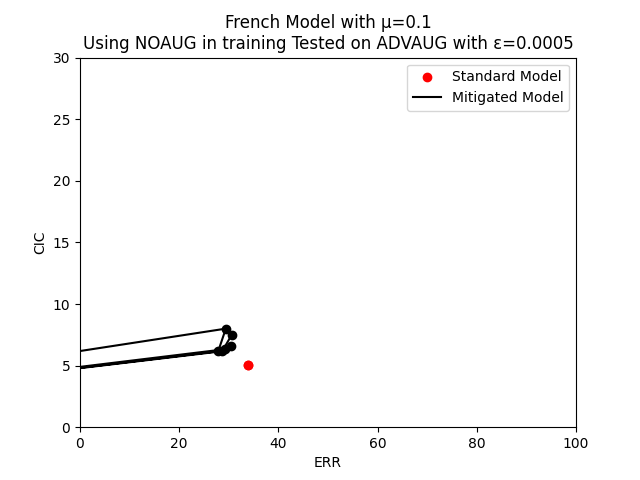 French Model with μ=0.1
Using NOAUG in training Tested on ADVAUG with ε=0.0005
Standard Model
Mitigated Model
30
25
20
15
10
5
0
CIC
0 20 40 60 80 100
ERR